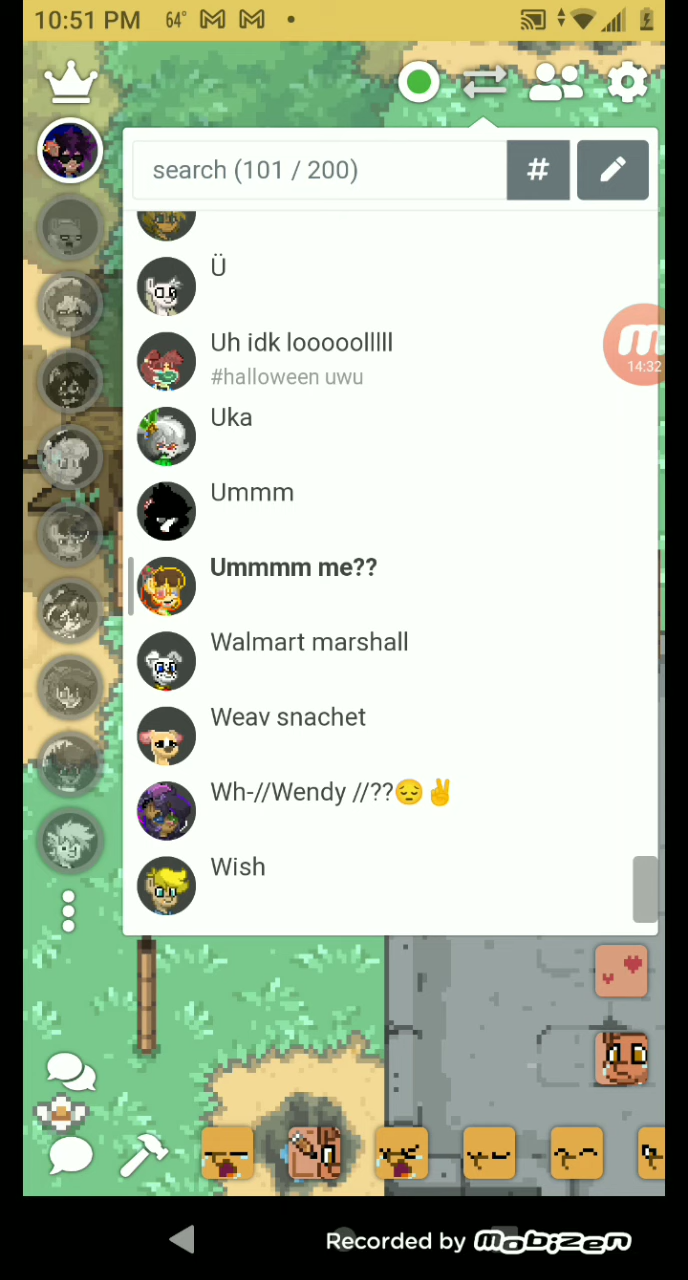 10:51 PM 64°
search (101 / 200)
#
Ü
Uh idk looooolllll
#halloween uwu
14:32
Uka
Ummm
Ummmm me??
Walmart marshall
Weav snachet
Wh-//Wendy //??😔✌
Wish
Recorded by mobizen